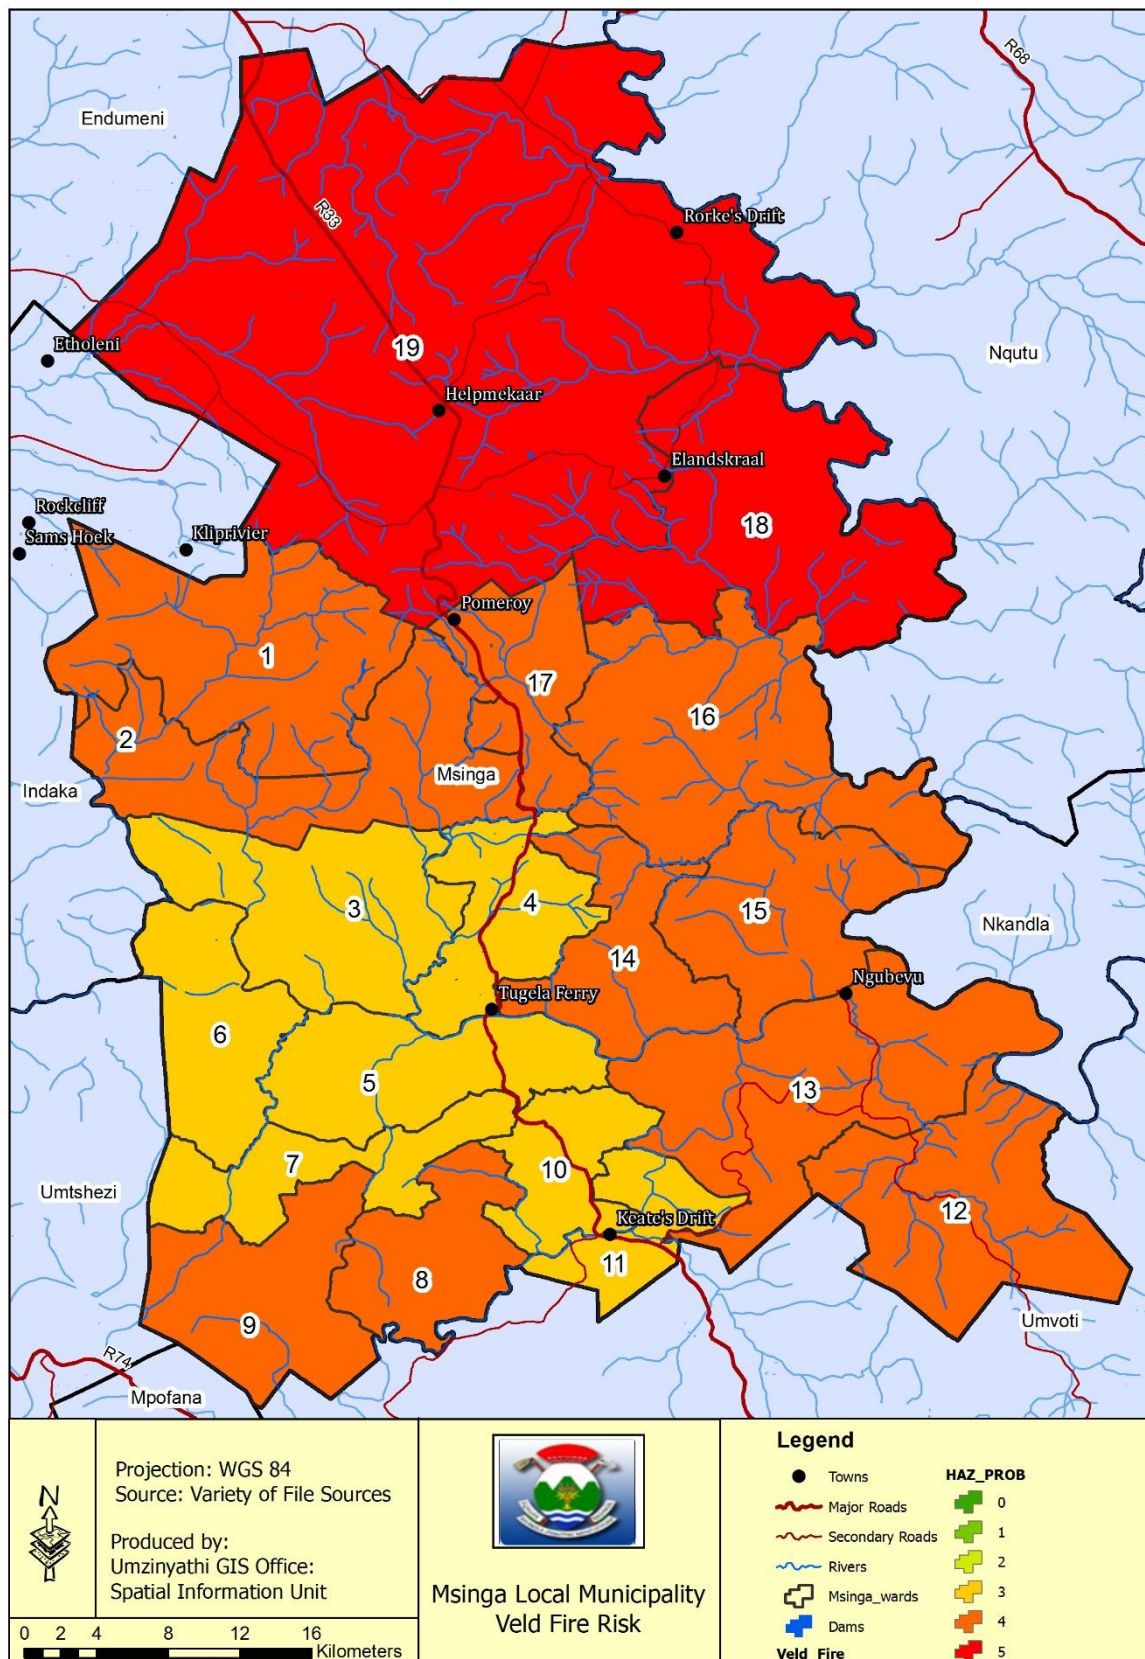 Endumeni
R68
R33
Rorke's Drift
Etholeni
19
Nqutu
Helpmekaar
Elandskraal
Rockcliff
Sams Hoek
Kliprivier
18
Pomeroy
1
17
16
2
Msinga
Indaka
3
4
15
14
Nkandla
Ngubevu
Tugela Ferry
6
5
13
7
10
Umtshezi
12
Keate's Drift
11
8
9
Umvoti
R74
Mpofana
N
Projection: WGS 84
Source: Variety of File Sources
Produced by:
Umzinyathi GIS Office:
Spatial Information Unit
0 2 4 8 12 16
Kilometers
Msinga Local Municipality
Veld Fire Risk
Legend
Towns
Major Roads
Secondary Roads
Rivers
Msinga_wards
Dams
Veld_Fire
HAZ_PROB
0
1
2
3
4
5